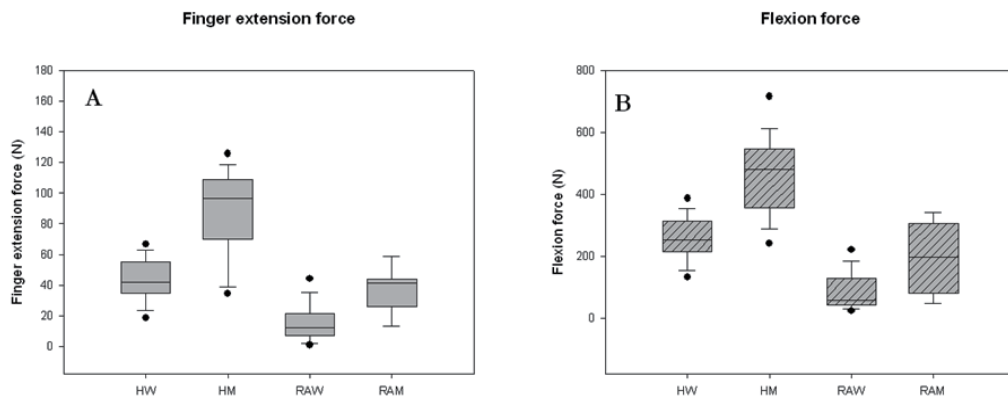 Finger extension force
Finger extension force (N)
180
160
140
120
100
80
60
40
20
0
A
HW HM RAW RAM
Flexion force
Flexion force (N)
800
600
400
200
0
B
HW HM RAW RAM